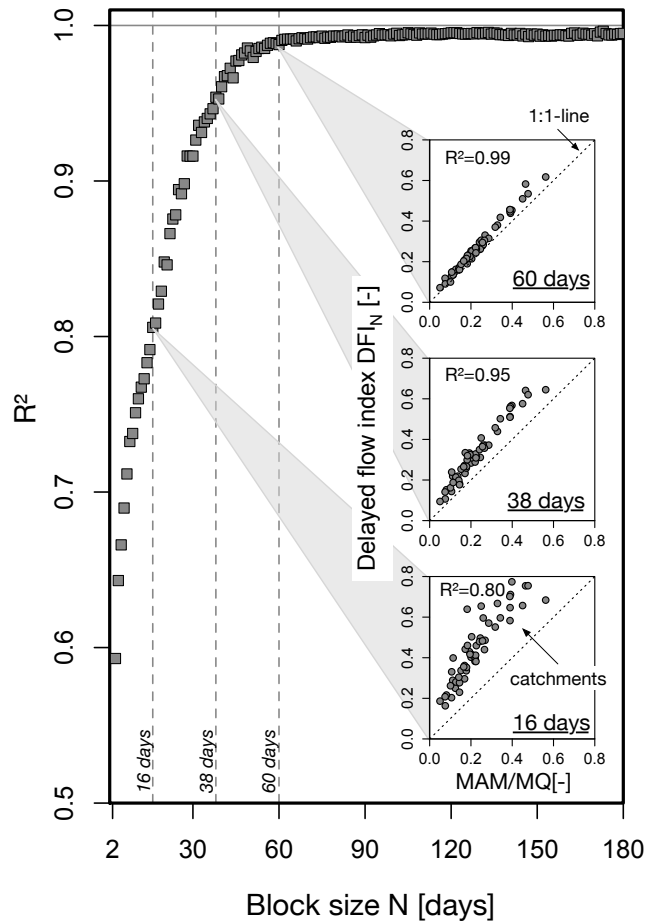 1.0
0.9
0.8
0.7
0.6
0.5
R²
2
30
60
90
120
150
180
Block size N [days]
16 days
38 days
60 days
Delayed flow index DFI_N [-]
1:1-line
R²=0.99
60 days
0.8
0.6
0.4
0.2
0.0
0.0
0.2
0.4
0.6
0.8
R²=0.95
38 days
0.8
0.6
0.4
0.2
0.0
0.0
0.2
0.4
0.6
0.8
R²=0.80
catchments
16 days
0.8
0.6
0.4
0.2
0.0
0.0
0.2
0.4
0.6
0.8
MAM/MQ[-]